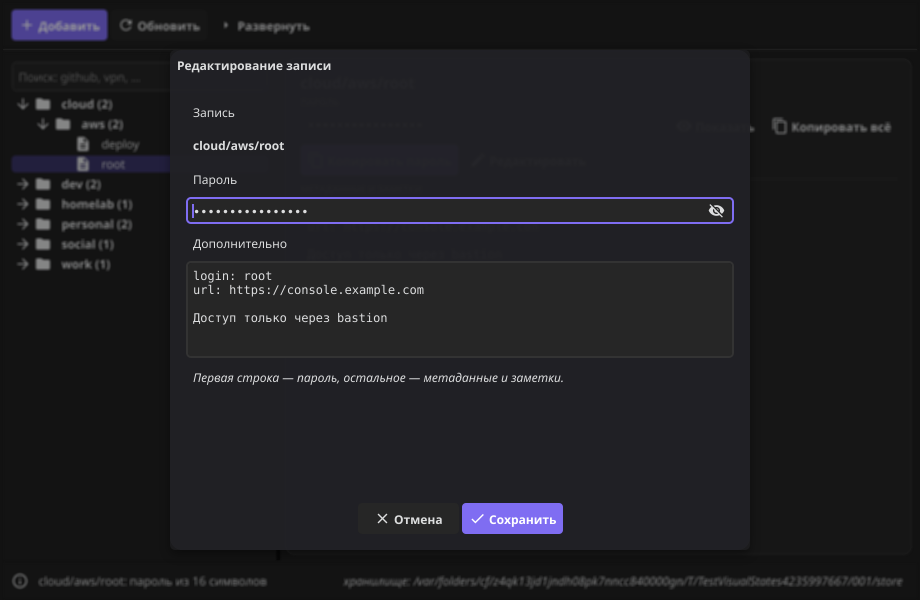 Добавить
Обновить
Развернуть
Поиск: github, vpn, ...
cloud (2)
aws (2)
deploy
root
dev (2)
homelab (1)
personal (2)
social (1)
work (1)
Копировать всё
Редактирование записи
Запись
cloud/aws/root
Пароль
••••••••••••••••
Дополнительно
login: root
url: https://console.example.com
Доступ только через bastion
Первая строка — пароль, остальное — метаданные и заметки.
Отмена
Сохранить
cloud/aws/root: пароль из 16 символов
хранилище: /var/folders/cf/z4qk13jd1jndh08pk7nncc840000gn/T/TestVisualStates4235997667/001/store